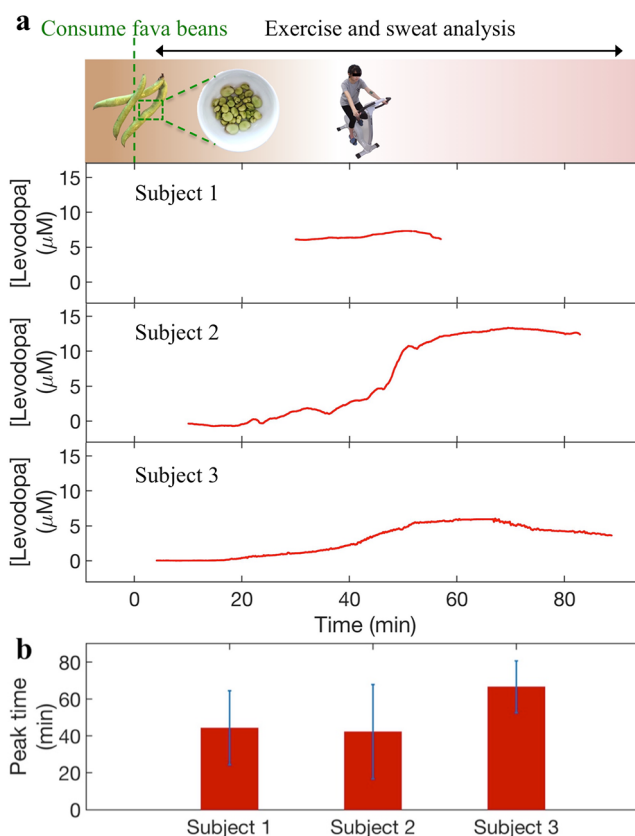 a
Consume fava beans
Exercise and sweat analysis
[Levodopa]
(μM)
15
10
5
0
Subject 1
[Levodopa]
(μM)
15
10
5
0
Subject 2
[Levodopa]
(μM)
15
10
5
0
Subject 3
0 20 40 60 80
Time (min)
b
Peak time
(min)
80
60
40
20
0
Subject 1 Subject 2 Subject 3